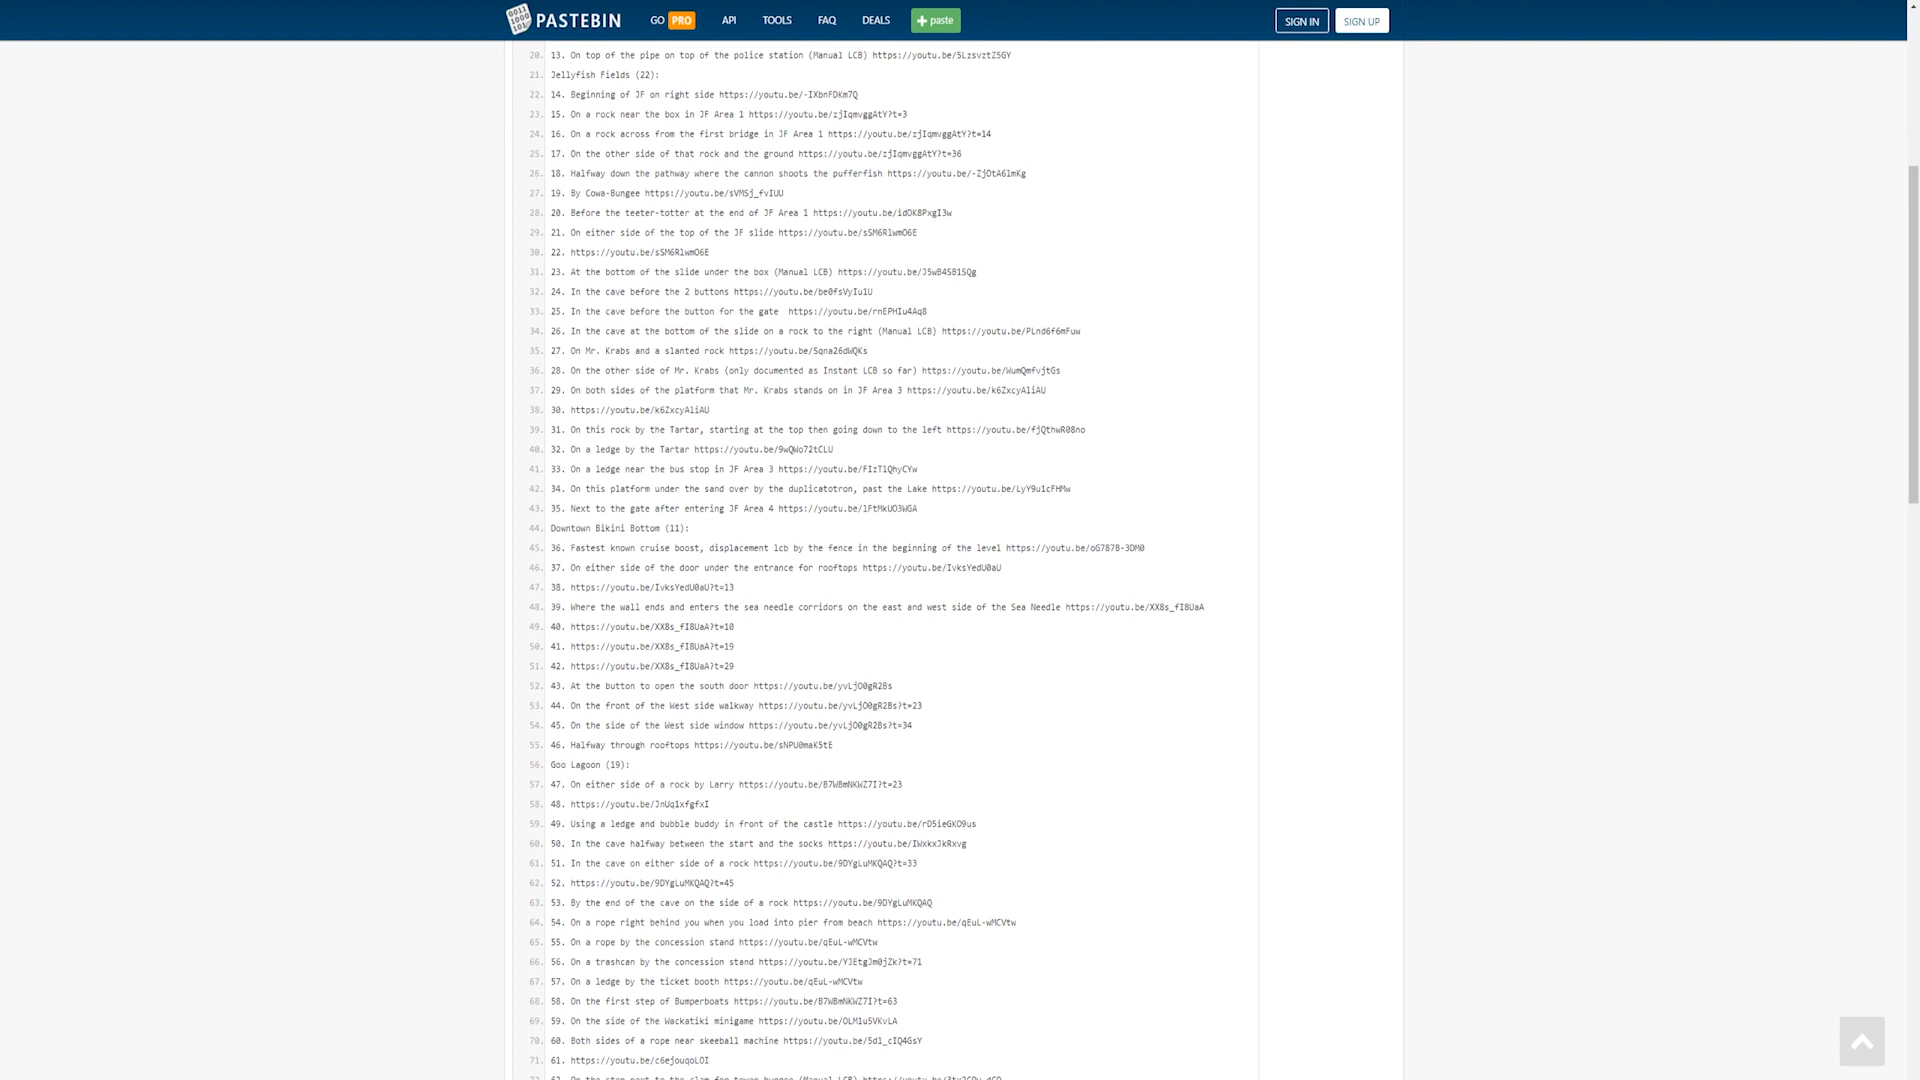 PASTEBIN GO PRO API TOOLS FAQ DEALS + paste SIGN IN SIGN UP
20. 13. On top of the pipe on top of the police station (Manual LCB) https://youtu.be/5LzsvztZ5GY
21. Jellyfish Fields (22):
22. 14. Beginning of JF on right side https://youtu.be/-IXbnFDKm7Q
23. 15. On a rock near the box in JF Area 1 https://youtu.be/zjIqmvggAtY?t=3
24. 16. On a rock across from the first bridge in JF Area 1 https://youtu.be/zjIqmvggAtY?t=14
25. 17. On the other side of that rock and the ground https://youtu.be/zjIqmvggAtY?t=36
26. 18. Halfway down the pathway where the cannon shoots the pufferfish https://youtu.be/-ZjOtA6lmKg
27. 19. By Cowa-Bungee https://youtu.be/sVMSj_fvIUU
28. 20. Before the teeter-totter at the end of JF Area 1 https://youtu.be/idOK8PxgI3w
29. 21. On either side of the top of the JF slide https://youtu.be/sSM6RlwmO6E
30. 22. https://youtu.be/sSM6RlwmO6E
31. 23. At the bottom of the slide under the box (Manual LCB) https://youtu.be/J5wB4SBlSQg
32. 24. In the cave before the 2 buttons https://youtu.be/be0fsVyIulU
33. 25. In the cave before the button for the gate  https://youtu.be/rnEPHIu4Aq8
34. 26. In the cave at the bottom of the slide on a rock to the right (Manual LCB) https://youtu.be/PLnd6f6mFuw
35. 27. On Mr. Krabs and a slanted rock https://youtu.be/Sqna26dWQKs
36. 28. On the other side of Mr. Krabs (only documented as Instant LCB so far) https://youtu.be/WumQmfvjtGs
37. 29. On both sides of the platform that Mr. Krabs stands on in JF Area 3 https://youtu.be/k6ZxcyAliAU
38. 30. https://youtu.be/k6ZxcyAliAU
39. 31. On this rock by the Tartar, starting at the top then going down to the left https://youtu.be/fjQthwR08no
40. 32. On a ledge by the Tartar https://youtu.be/9wQWo72tCLU
41. 33. On a ledge near the bus stop in JF Area 3 https://youtu.be/FIzTlQhyCYw
42. 34. On this platform under the sand over by the duplicatotron, past the Lake https://youtu.be/LyY9u1cFHMw
43. 35. Next to the gate after entering JF Area 4 https://youtu.be/lFtMkUO3WGA
44. Downtown Bikini Bottom (11):
45. 36. Fastest known cruise boost, displacement lcb by the fence in the beginning of the level https://youtu.be/oG787B-3DM0
46. 37. On either side of the door under the entrance for rooftops https://youtu.be/IvksYedU0aU
47. 38. https://youtu.be/IvksYedU0aU?t=13
48. 39. Where the wall ends and enters the sea needle corridors on the east and west side of the Sea Needle https://youtu.be/XX8s_fI8UaA
49. 40. https://youtu.be/XX8s_fI8UaA?t=10
50. 41. https://youtu.be/XX8s_fI8UaA?t=19
51. 42. https://youtu.be/XX8s_fI8UaA?t=29
52. 43. At the button to open the south door https://youtu.be/yvLjO0gR2Bs
53. 44. On the front of the West side walkway https://youtu.be/yvLjO0gR2Bs?t=23
54. 45. On the side of the West side window https://youtu.be/yvLjO0gR2Bs?t=34
55. 46. Halfway through rooftops https://youtu.be/sNPU0maK5tE
56. Goo Lagoon (19):
57. 47. On either side of a rock by Larry https://youtu.be/B7WBmNKWZ7I?t=23
58. 48. https://youtu.be/JnUq1xfgfxI
59. 49. Using a ledge and bubble buddy in front of the castle https://youtu.be/rD5ieGKO9us
60. 50. In the cave halfway between the start and the socks https://youtu.be/IWxkxJkRxvg
61. 51. In the cave on either side of a rock https://youtu.be/9DYgLuMKQAQ?t=33
62. 52. https://youtu.be/9DYgLuMKQAQ?t=45
63. 53. By the end of the cave on the side of a rock https://youtu.be/9DYgLuMKQAQ
64. 54. On a rope right behind you when you load into pier from beach https://youtu.be/qEuL-wMCVtw
65. 55. On a rope by the concession stand https://youtu.be/qEuL-wMCVtw
66. 56. On a trashcan by the concession stand https://youtu.be/YJEtgJm0jZk?t=71
67. 57. On a ledge by the ticket booth https://youtu.be/qEuL-wMCVtw
68. 58. On the first step of Bumperboats https://youtu.be/B7WBmNKWZ7I?t=63
69. 59. On the side of the Wackatiki minigame https://youtu.be/OLM1u5VKvLA
70. 60. Both sides of a rope near skeeball machine https://youtu.be/5d1_cIQ4GsY
71. 61. https://youtu.be/c6ejouqoLOI